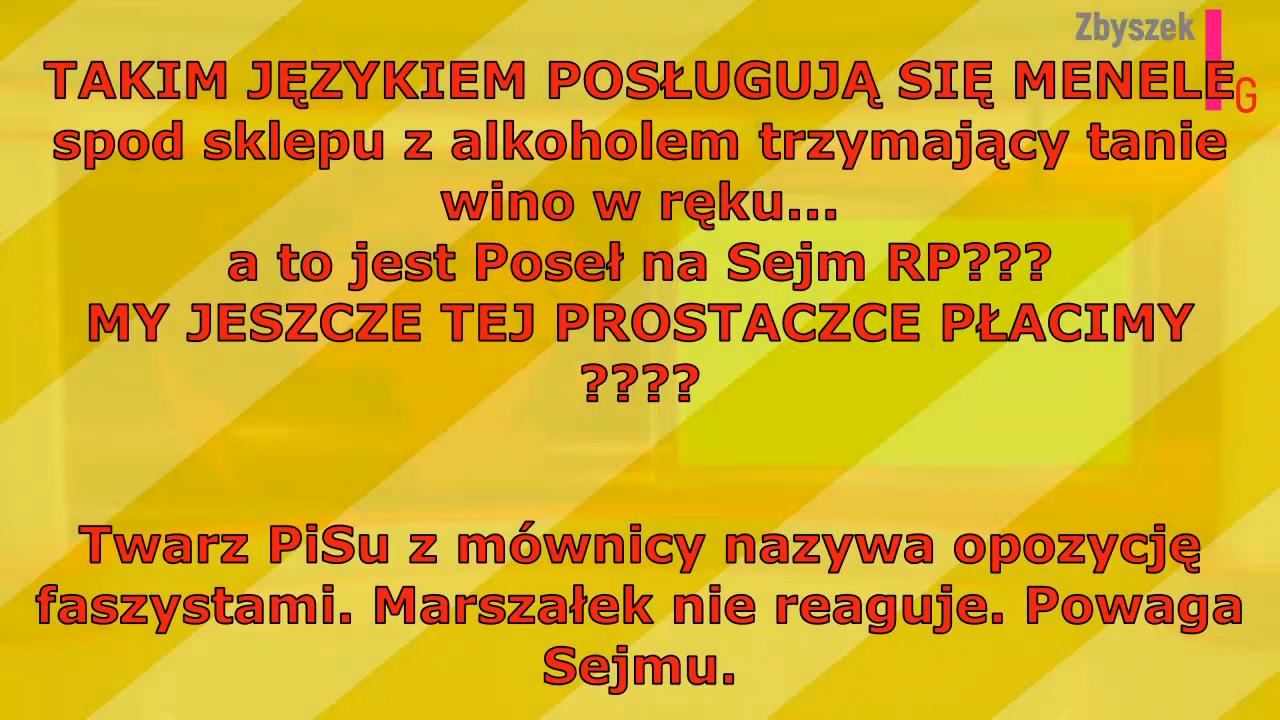 Zbyszek
G
TAKIM JĘZYKIEM POSŁUGUJĄ SIĘ MENELE
spod sklepu z alkoholem trzymający tanie
wino w ręku...
a to jest Poseł na Sejm RP???
MY JESZCZE TEJ PROSTACZCE PŁACIMY
????
Twarz PiSu z mównicy nazywa opozycję
faszystami. Marszałek nie reaguje. Powaga
Sejmu.